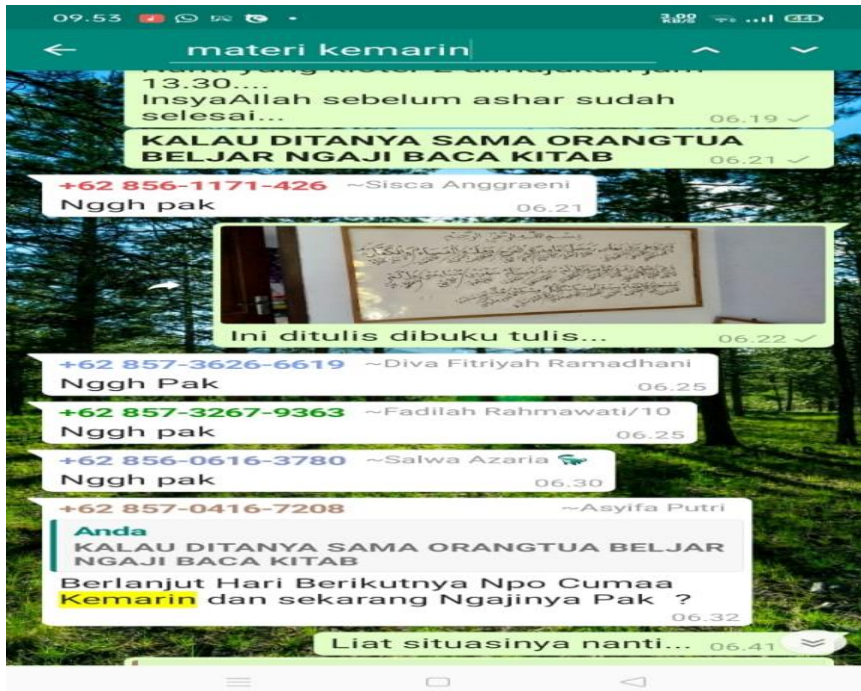 09.53
3.00 KB/S
44
materi kemarin
13.30....
InsyaAllah sebelum ashar sudah
selesai...
06.19
KALAU DITANYA SAMA ORANGTUA
BELJAR NGAJI BACA KITAB
06.21
+62 856-1171-426 ~Sisca Anggraeni
Nggh pak
06.21
Ini ditulis dibuku tulis...
06.22
+62 857-3626-6619 ~Diva Fitriyah Ramadhani
Nggh Pak
06.25
+62 857-3267-9363 ~Fadilah Rahmawati/10
Nggh pak
06.25
+62 856-0616-3780 ~Salwa Azaria
Nggh pak
06.30
+62 857-0416-7208 ~Asyifa Putri
Anda
KALAU DITANYA SAMA ORANGTUA BELJAR
NGAJI BACA KITAB
Berlanjut Hari Berikutnya Npo Cumaa
Kemarin dan sekarang Ngajinya Pak ?
06.32
Liat situasinya nanti...
06.41